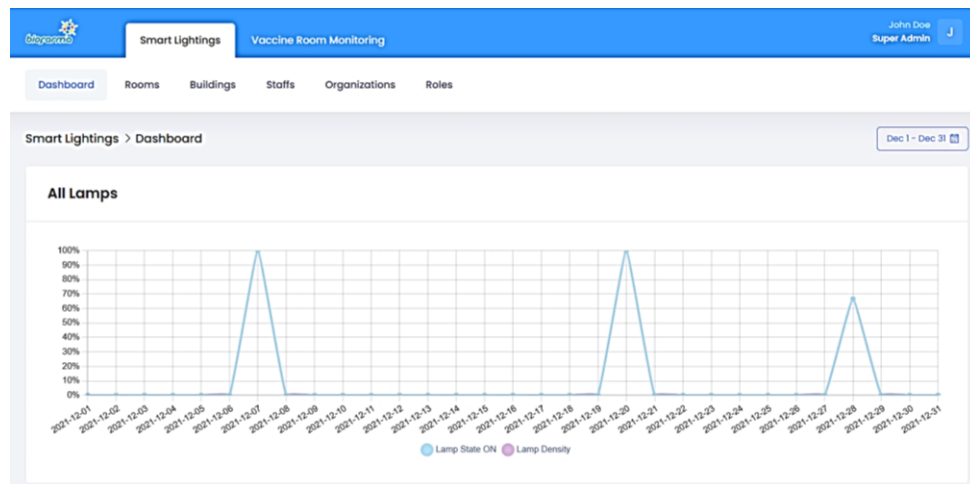 biofarma
Smart Lightings
Vaccine Room Monitoring
John Doe
Super Admin
J
Dashboard
Rooms
Buildings
Staffs
Organizations
Roles
Smart Lightings > Dashboard
Dec 1 - Dec 31
All Lamps
100%
90%
80%
70%
60%
50%
40%
30%
20%
10%
0%
2021-12-01
2021-12-02
2021-12-03
2021-12-04
2021-12-05
2021-12-06
2021-12-07
2021-12-08
2021-12-09
2021-12-10
2021-12-11
2021-12-12
2021-12-13
2021-12-14
2021-12-15
2021-12-16
2021-12-17
2021-12-18
2021-12-19
2021-12-20
2021-12-21
2021-12-22
2021-12-23
2021-12-24
2021-12-25
2021-12-26
2021-12-27
2021-12-28
2021-12-29
2021-12-30
2021-12-31
Lamp State ON
Lamp Density